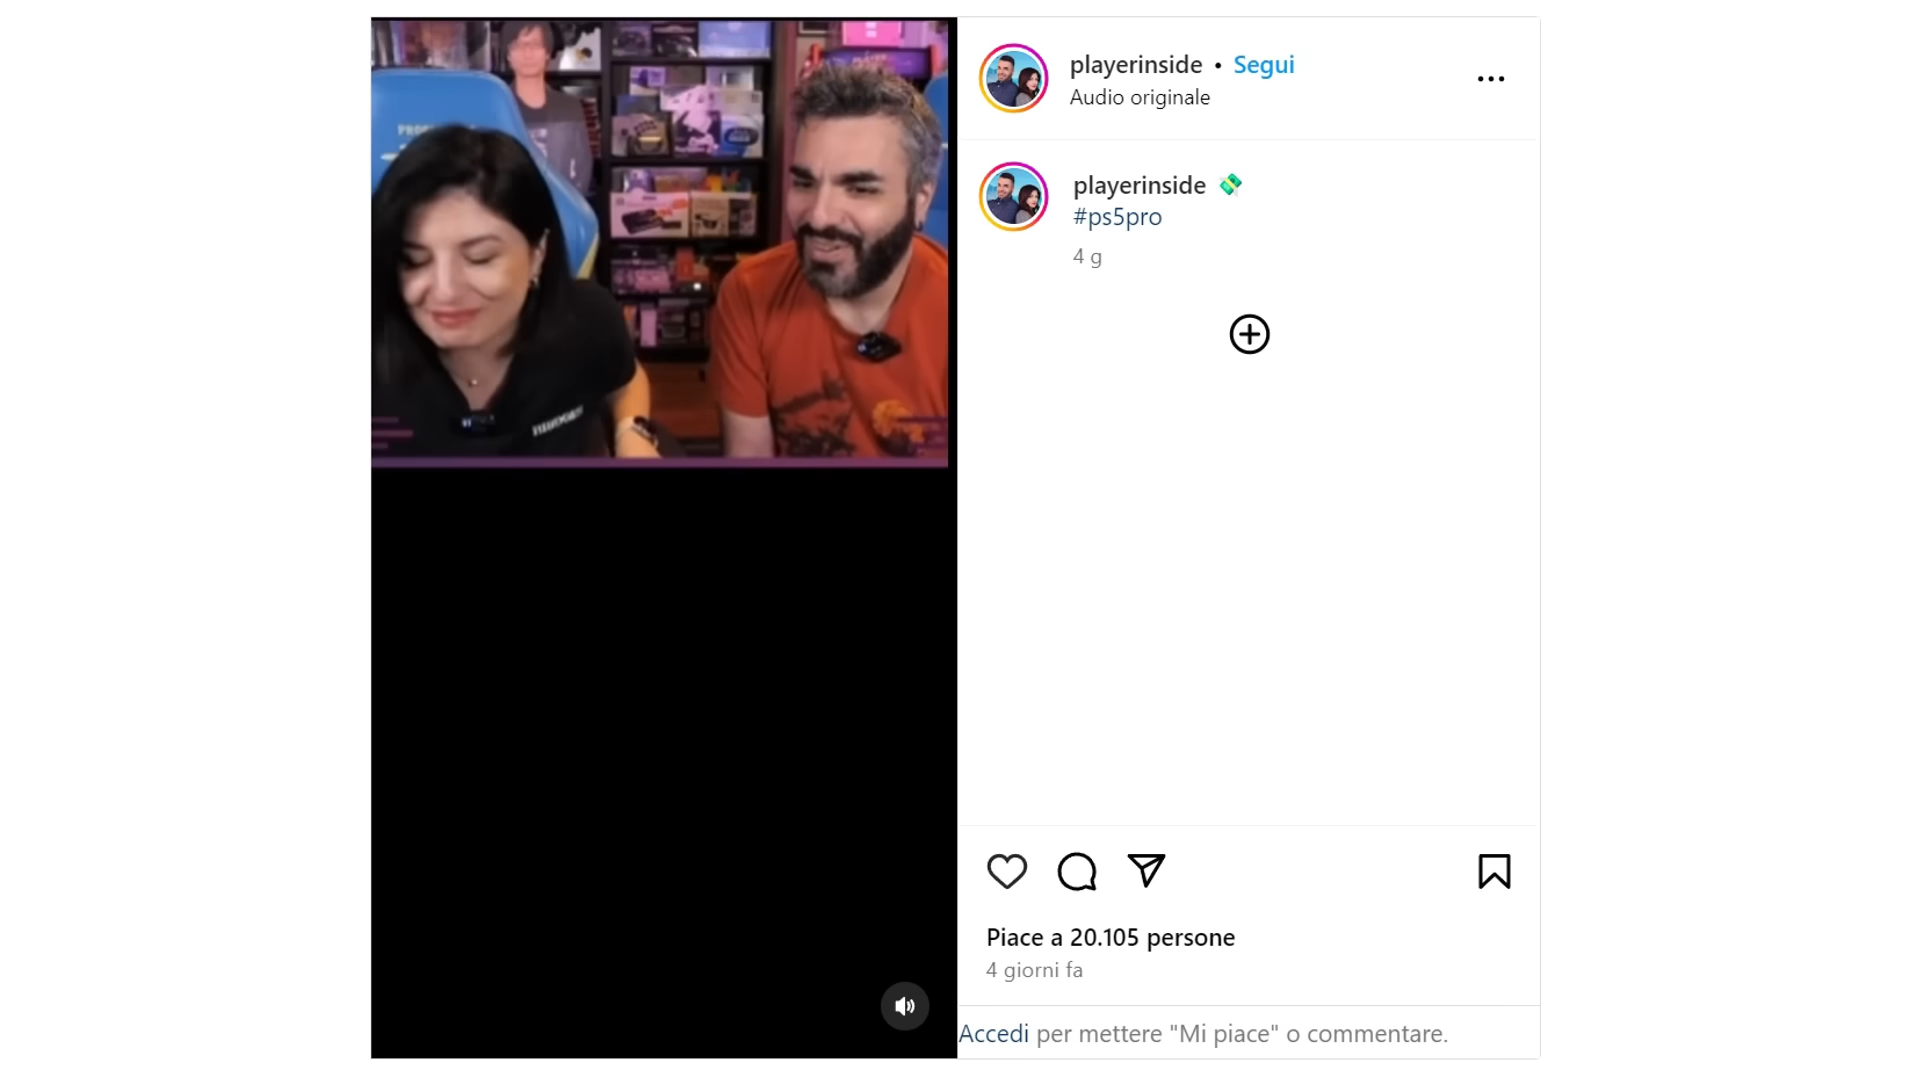 playerinside • Segui
Audio originale
playerinside 💸
#ps5pro
4 g
Piace a 20.105 persone
4 giorni fa
Accedi per mettere "Mi piace" o commentare.